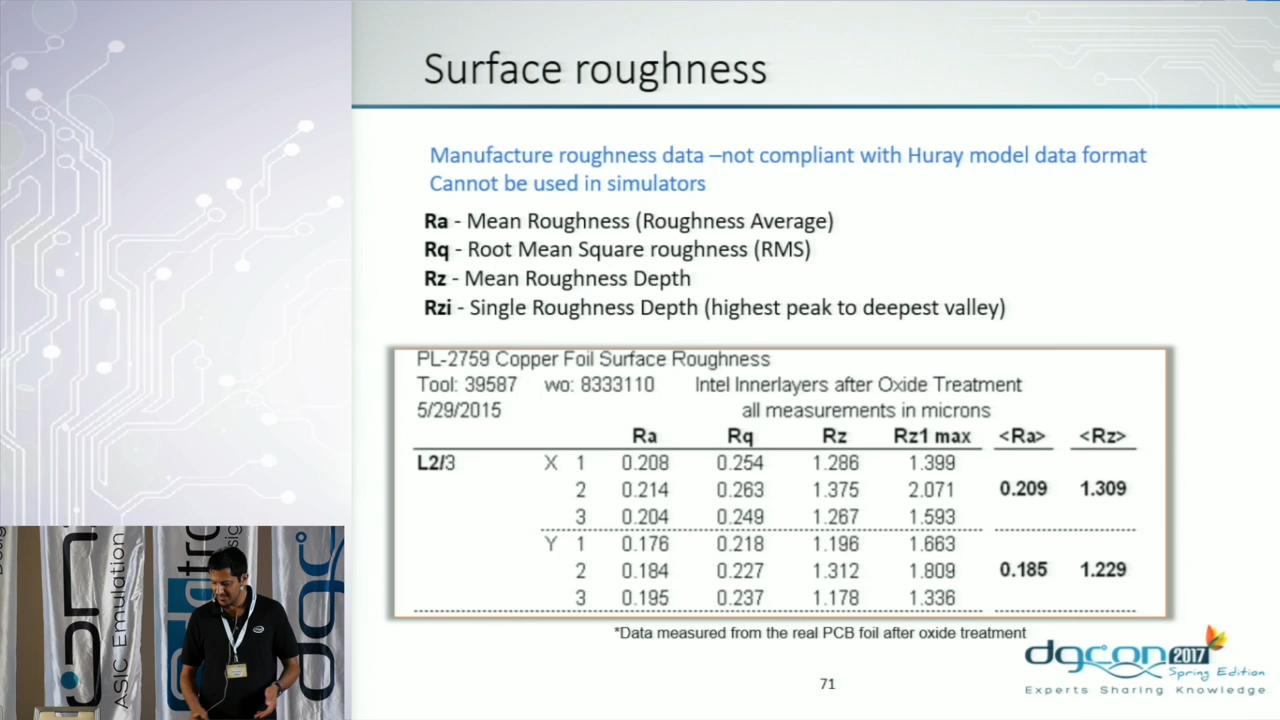 Surface roughness
Manufacture roughness data –not compliant with Huray model data format
Cannot be used in simulators
Ra - Mean Roughness (Roughness Average)
Rq - Root Mean Square roughness (RMS)
Rz - Mean Roughness Depth
Rzi - Single Roughness Depth (highest peak to deepest valley)
PL-2759 Copper Foil Surface Roughness
Tool: 39587 wo: 8333110 Intel Innerlayers after Oxide Treatment
5/29/2015 all measurements in microns
Ra Rq Rz Rz1 max <Ra> <Rz>
L2/3 X 1 0.208 0.254 1.286 1.399
2 0.214 0.263 1.375 2.071 0.209 1.309
3 0.204 0.249 1.267 1.593
Y 1 0.176 0.218 1.196 1.663
2 0.184 0.227 1.312 1.809 0.185 1.229
3 0.195 0.237 1.178 1.336
*Data measured from the real PCB foil after oxide treatment
71
dgcon 2017
Spring Edition
Experts Sharing Knowledge
ASIC Emulation